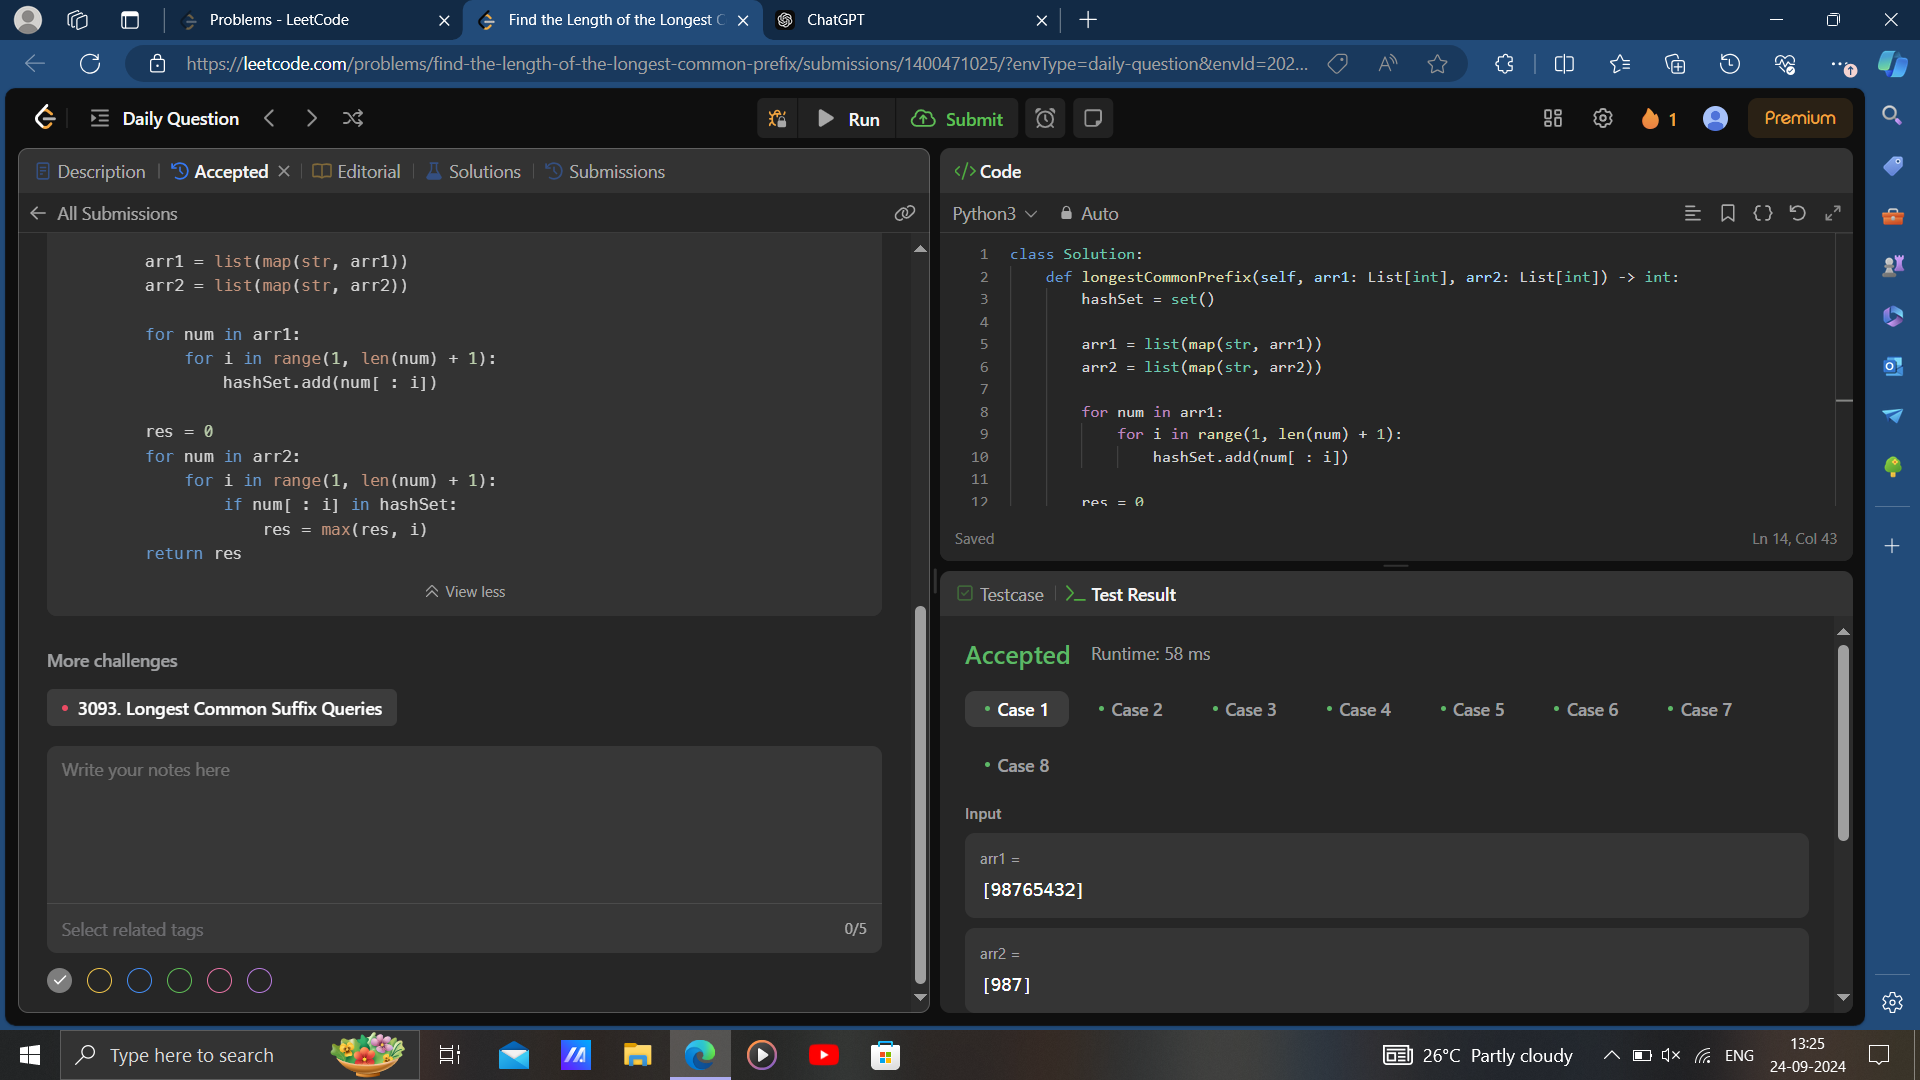 Problems - LeetCode
Find the Length of the Longest C
ChatGPT
https://leetcode.com/problems/find-the-length-of-the-longest-common-prefix/submissions/1400471025/?envType=daily-question&envId=202...
Daily Question
Run
Submit
1
Premium
Description
Accepted
Editorial
Solutions
Submissions
All Submissions
arr1 = list(map(str, arr1))
arr2 = list(map(str, arr2))
for num in arr1:
for i in range(1, len(num) + 1):
hashSet.add(num[ : i])
res = 0
for num in arr2:
for i in range(1, len(num) + 1):
if num[ : i] in hashSet:
res = max(res, i)
return res
View less
More challenges
3093. Longest Common Suffix Queries
Write your notes here
Select related tags
0/5
Code
Python3
Auto
1 class Solution:
2 def longestCommonPrefix(self, arr1: List[int], arr2: List[int]) -> int:
3 hashSet = set()
4
5 arr1 = list(map(str, arr1))
6 arr2 = list(map(str, arr2))
7
8 for num in arr1:
9 for i in range(1, len(num) + 1):
10 hashSet.add(num[ : i])
11
12 res = 0
Saved
Ln 14, Col 43
Testcase
Test Result
Accepted
Runtime: 58 ms
Case 1
Case 2
Case 3
Case 4
Case 5
Case 6
Case 7
Case 8
Input
arr1 =
[98765432]
arr2 =
[987]
Type here to search
26°C Partly cloudy
ENG
13:25
24-09-2024